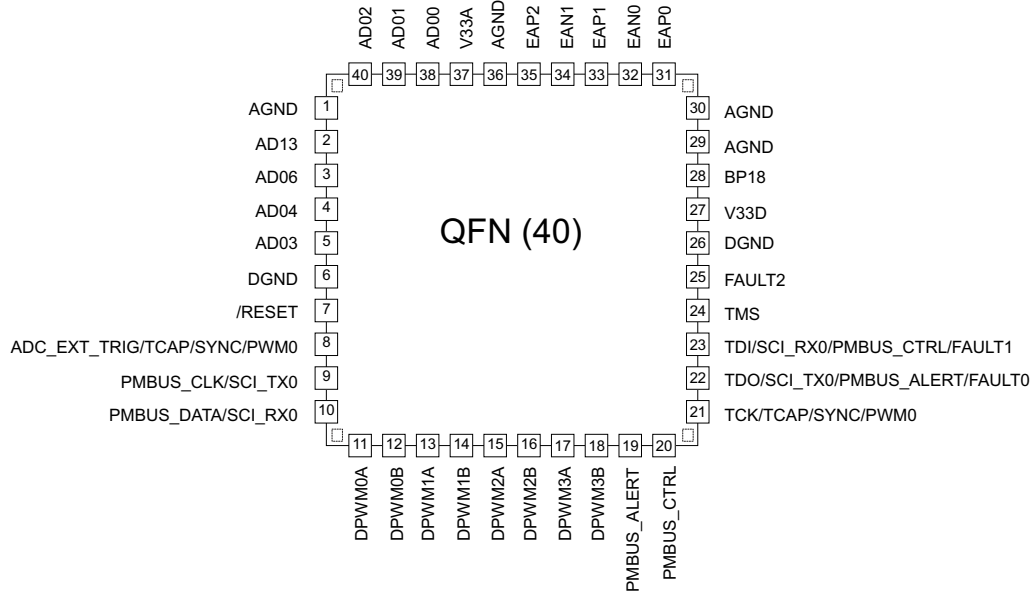 AD02
AD01
AD00
V33A
AGND
EAP2
EAN1
EAP1
EAN0
EAP0
40
39
38
37
36
35
34
33
32
31
AGND 1
AD13 2
AD06 3
AD04 4
AD03 5
DGND 6
/RESET 7
ADC_EXT_TRIG/TCAP/SYNC/PWM0 8
PMBUS_CLK/SCI_TX0 9
PMBUS_DATA/SCI_RX0 10
QFN (40)
30 AGND
29 AGND
28 BP18
27 V33D
26 DGND
25 FAULT2
24 TMS
23 TDI/SCI_RX0/PMBUS_CTRL/FAULT1
22 TDO/SCI_TX0/PMBUS_ALERT/FAULT0
21 TCK/TCAP/SYNC/PWM0
11
12
13
14
15
16
17
18
19
20
DPWM0A
DPWM0B
DPWM1A
DPWM1B
DPWM2A
DPWM2B
DPWM3A
DPWM3B
PMBUS_ALERT
PMBUS_CTRL